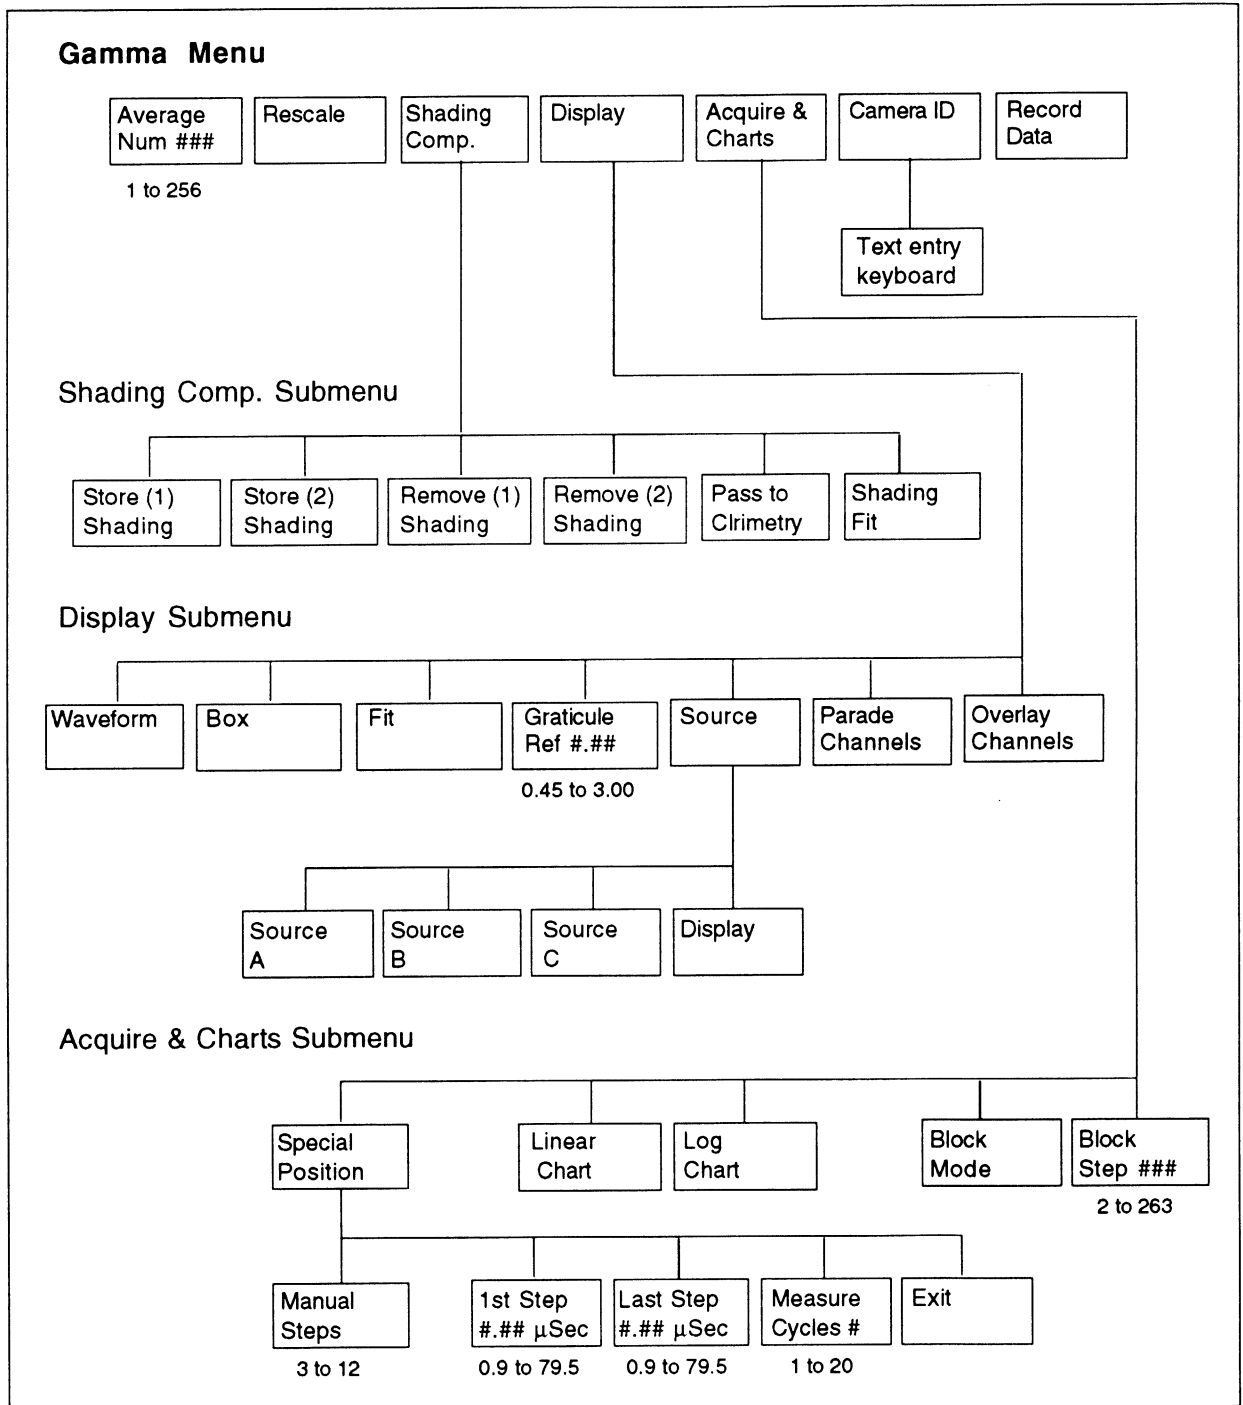 Gamma Menu
Average
Num ###
Rescale
Shading
Comp.
Display
Acquire &
Charts
Camera ID
Record
Data
1 to 256
Text entry
keyboard
Shading Comp. Submenu
Store (1)
Shading
Store (2)
Shading
Remove (1)
Shading
Remove (2)
Shading
Pass to
Clrimetry
Shading
Fit
Display Submenu
Waveform
Box
Fit
Graticule
Ref #.##
Source
Parade
Channels
Overlay
Channels
0.45 to 3.00
Source
A
Source
B
Source
C
Display
Acquire & Charts Submenu
Special
Position
Linear
Chart
Log
Chart
Block
Mode
Block
Step ###
2 to 263
Manual
Steps
1st Step
#.## µSec
Last Step
#.## µSec
Measure
Cycles #
Exit
3 to 12
0.9 to 79.5
0.9 to 79.5
1 to 20